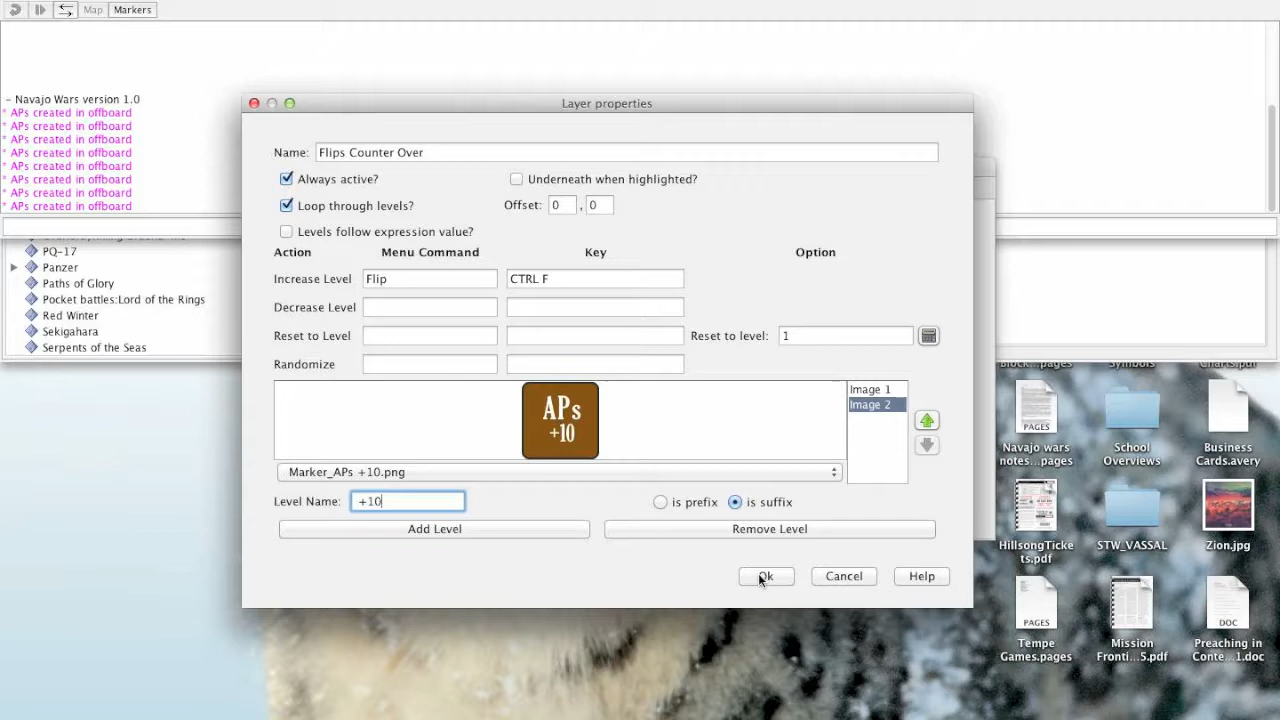 Map Markers
- Navajo Wars version 1.0
* APs created in offboard
* APs created in offboard
* APs created in offboard
* APs created in offboard
* APs created in offboard
* APs created in offboard
* APs created in offboard
* APs created in offboard
PQ-17
Panzer
Paths of Glory
Pocket battles:Lord of the Rings
Red Winter
Sekigahara
Serpents of the Seas
Layer properties
Name: Flips Counter Over
Always active? Underneath when highlighted?
Loop through levels? Offset: 0 , 0
Levels follow expression value?
Action Menu Command Key Option
Increase Level Flip CTRL F
Decrease Level
Reset to Level Reset to level: 1
Randomize
APs
+10
Image 1
Image 2
Marker_APs +10.png
Level Name: +10 is prefix is suffix
Add Level Remove Level
Ok Cancel Help
Block...pages Symbols Charts.pdf
PAGES
Navajo wars
notes...pages
School
Overviews
Business
Cards.avery
HillsongTicke
ts.pdf
STW_VASSAL
Zion.jpg
PAGES
Tempe
Games.pages
Mission
Fronti...5.pdf
DOC
Preaching in
Conte...1.doc